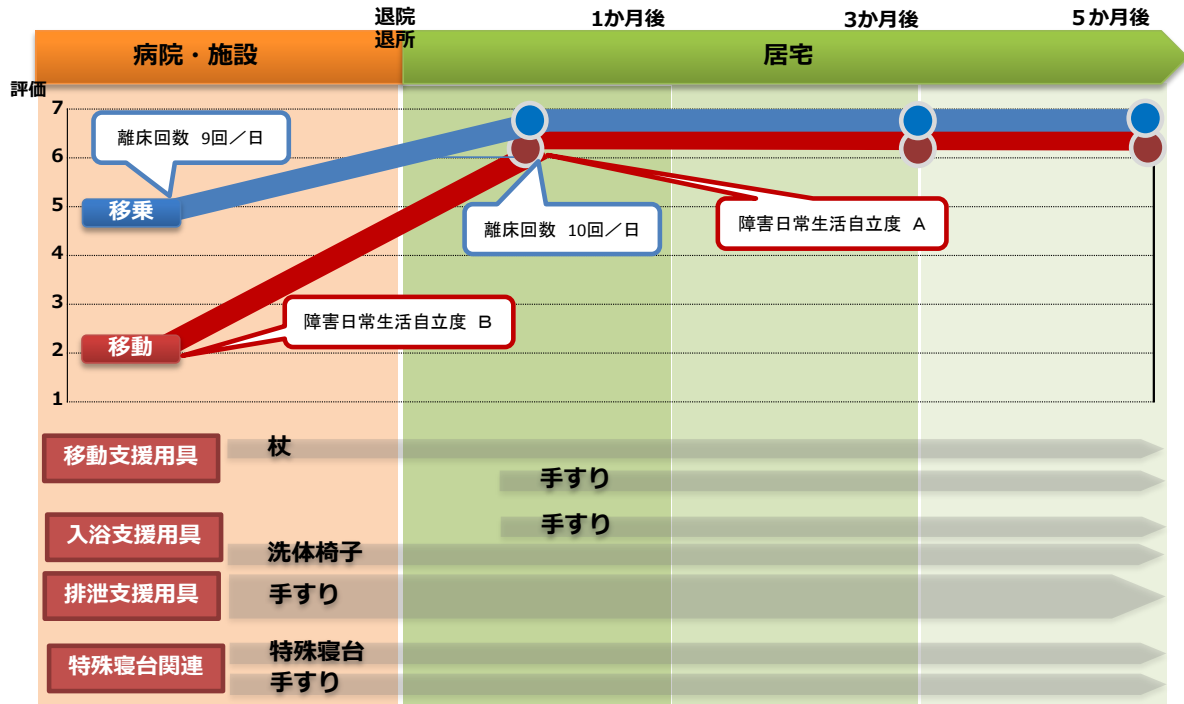 退院
退所
1か月後
3か月後
５か月後
病院・施設
居宅
評価
7
6
5
4
3
2
1
離床回数 9回／日
移乗
離床回数 10回／日
障害日常生活自立度 Ａ
障害日常生活自立度 Ｂ
移動
移動支援用具
杖
手すり
入浴支援用具
手すり
洗体椅子
排泄支援用具
手すり
特殊寝台関連
特殊寝台
手すり